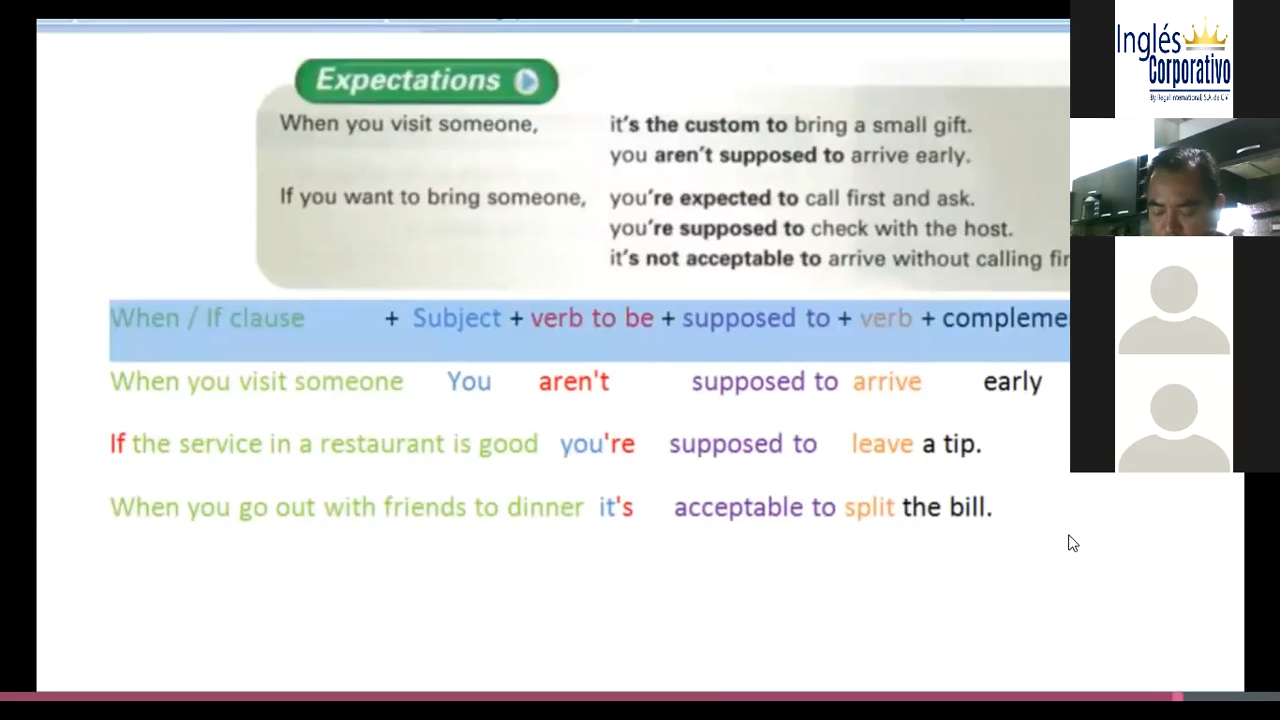 Expectations
When you visit someone, it's the custom to bring a small gift.
you aren't supposed to arrive early.
If you want to bring someone, you're expected to call first and ask.
you're supposed to check with the host.
it's not acceptable to arrive without calling
When / If clause + Subject + verb to be + supposed to + verb +
When you visit someone You aren't supposed to arrive early
If the service in a restaurant is good you're supposed to leave a tip.
When you go out with friends to dinner it's acceptable to split the bill.
Inglés
Corporativo
By Regall International, S.A. de C.V.